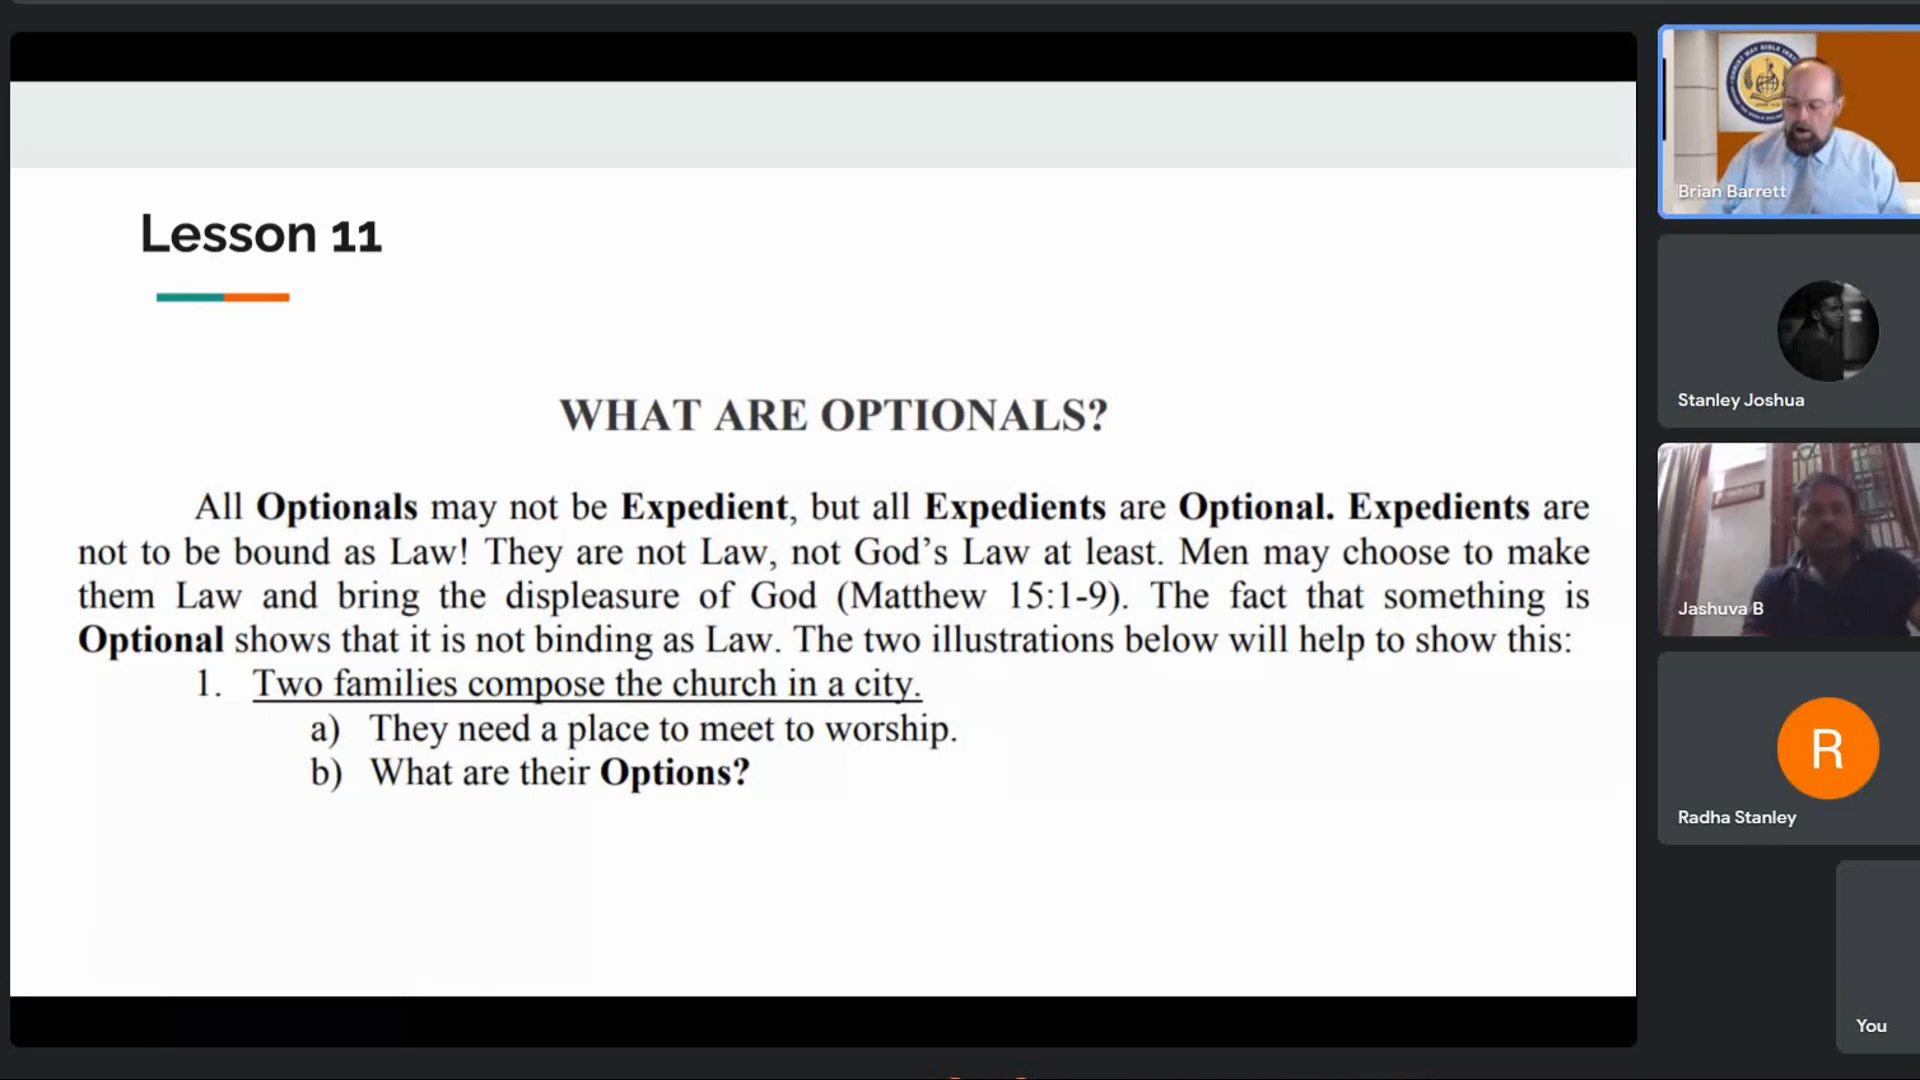 Lesson 11
WHAT ARE OPTIONALS?
All Optionals may not be Expedient, but all Expedients are Optional. Expedients are
not to be bound as Law! They are not Law, not God's Law at least. Men may choose to make
them Law and bring the displeasure of God (Matthew 15:1-9). The fact that something is
Optional shows that it is not binding as Law. The two illustrations below will help to show this:
1. Two families compose the church in a city.
a) They need a place to meet to worship.
b) What are their Options?
Brian Barrett
Stanley Joshua
Jashuva B
R
Radha Stanley
You